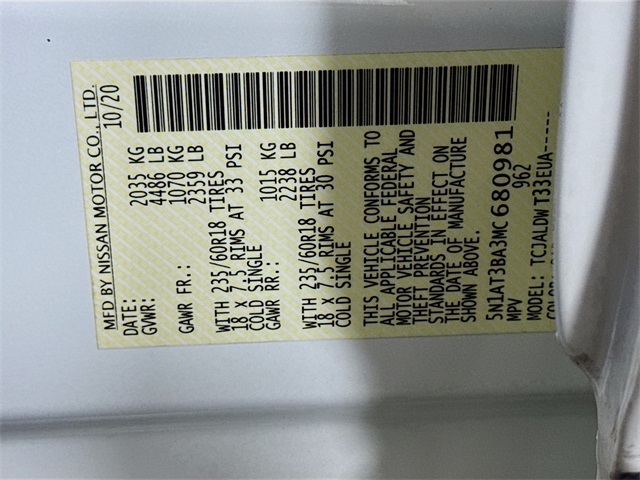 MFD BY NISSAN MOTOR CO., LTD.
DATE: 10/20
GVWR: 2035 KG
4486 LB
GAWR FR.: 1070 KG
2359 LB
WITH 235/60R18 TIRES
18 X 7.5 RIMS AT 33 PSI
COLD SINGLE
GAWR RR.: 1015 KG
2238 LB
WITH 235/60R18 TIRES
18 X 7.5 RIMS AT 30 PSI
COLD SINGLE
THIS VEHICLE CONFORMS TO
ALL APPLICABLE FEDERAL
MOTOR VEHICLE SAFETY AND
THEFT PREVENTION
STANDARDS IN EFFECT ON
THE DATE OF MANUFACTURE
SHOWN ABOVE.
5N1AT3BA3MC680981
MPV 962
MODEL: TCJALDWT33EUA-----